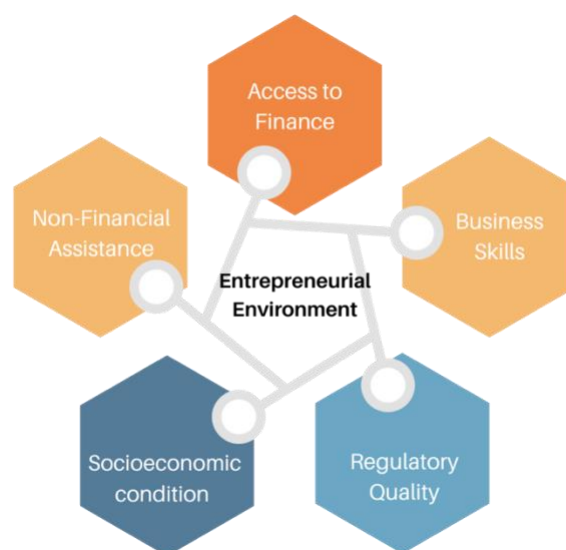 Access to
Finance
Non-Financial
Assistance
Business
Skills
Entrepreneurial
Environment
Socioeconomic
condition
Regulatory
Quality